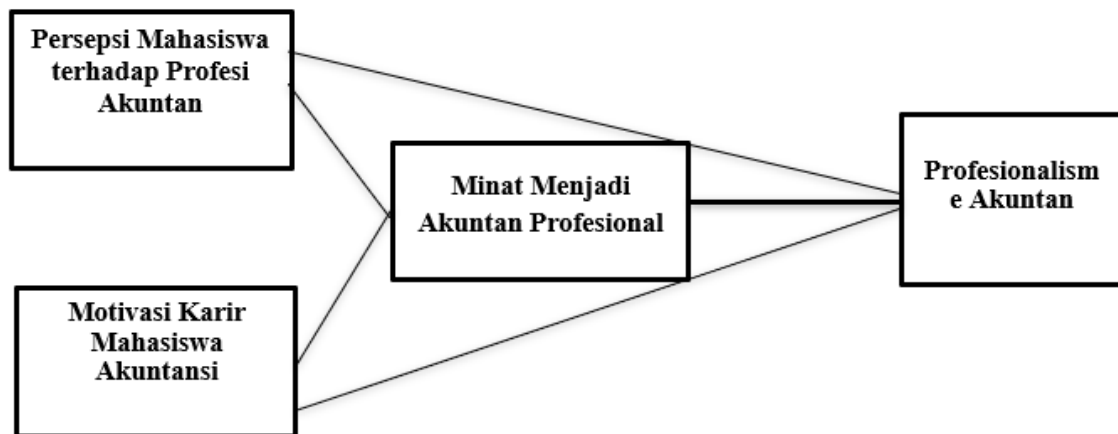 Persepsi Mahasiswa
terhadap Profesi
Akuntan
Minat Menjadi
Akuntan Profesional
Profesionalism
e Akuntan
Motivasi Karir
Mahasiswa
Akuntansi